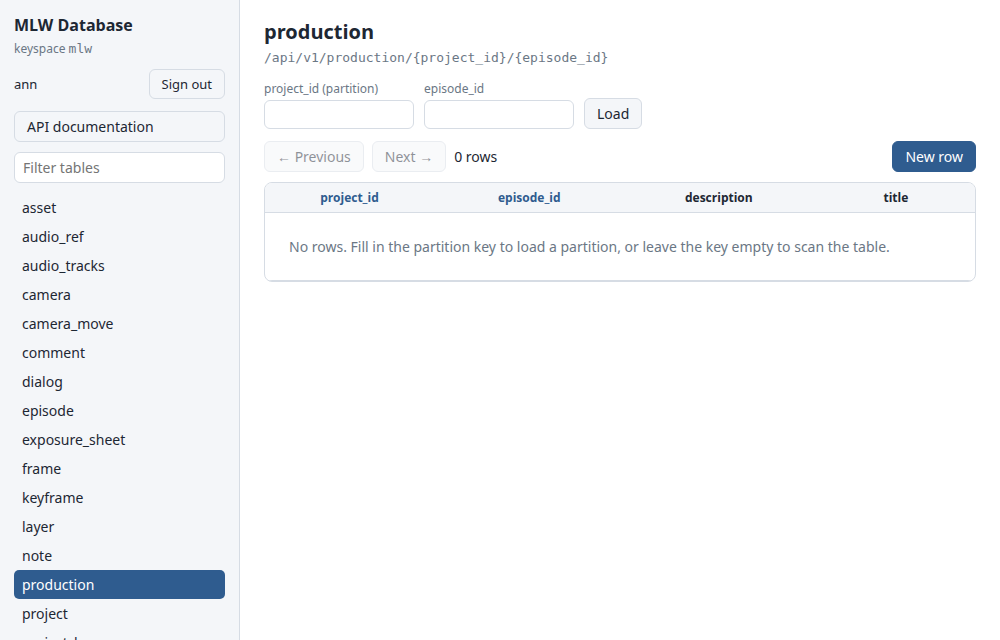 MLW Database
keyspace mlw
ann
Sign out
API documentation
Filter tables
asset
audio_ref
audio_tracks
camera
camera_move
comment
dialog
episode
exposure_sheet
frame
keyframe
layer
note
production
project
production
/api/v1/production/{project_id}/{episode_id}
project_id (partition)
episode_id
Load
← Previous
Next →
0 rows
New row
project_id
episode_id
description
title
No rows. Fill in the partition key to load a partition, or leave the key empty to scan the table.